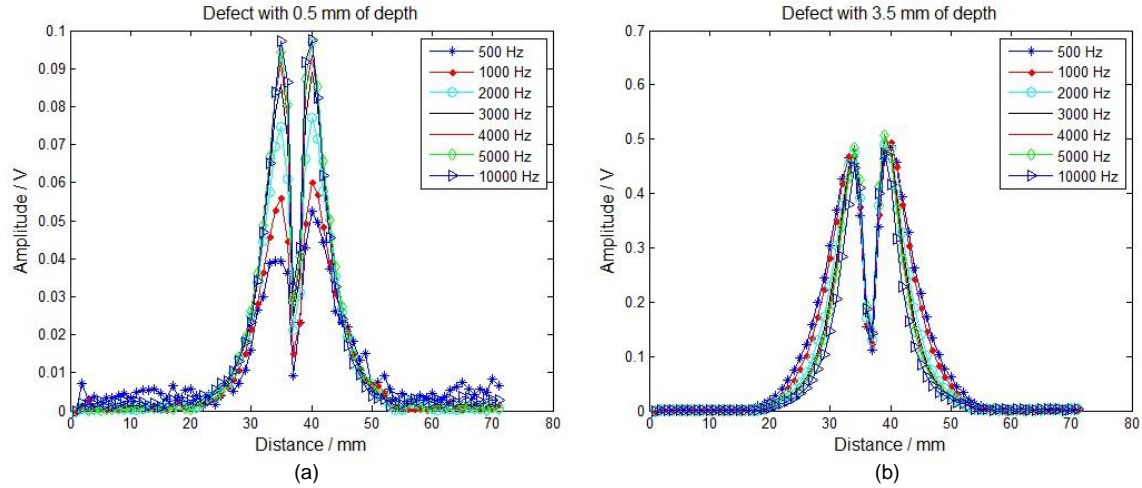 Defect with 0.5 mm of depth
0.1
0.09
0.08
0.07
0.06
0.05
0.04
0.03
0.02
0.01
0
Amplitude / V
0 10 20 30 40 50 60 70 80
Distance / mm
500 Hz
1000 Hz
2000 Hz
3000 Hz
4000 Hz
5000 Hz
10000 Hz
(a)
Defect with 3.5 mm of depth
0.7
0.6
0.5
0.4
0.3
0.2
0.1
0
Amplitude / V
0 10 20 30 40 50 60 70 80
Distance / mm
500 Hz
1000 Hz
2000 Hz
3000 Hz
4000 Hz
5000 Hz
10000 Hz
(b)